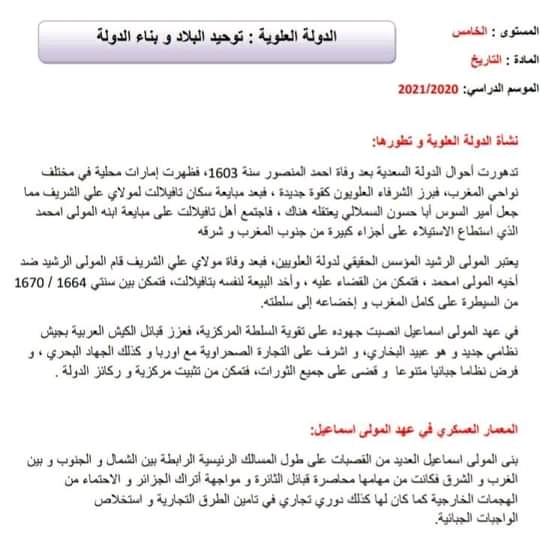 المستوى : الخامس
الدولة العلوية : توحيد البلاد و بناء الدولة
المادة : التاريخ
الموسم الدراسي: 2021/2020
نشأة الدولة العلوية و تطورها:
تدهورت أحوال الدولة السعدية بعد وفاة احمد المنصور سنة 1603، فظهرت إمارات محلية في مختلف
نواحي المغرب، فبرز الشرفاء العلويون كقوة جديدة ، فبعد مبايعة سكان تافيلالت لمولاي علي الشريف مما
جعل أمير السوس أبا حسون السملالي يعتقله هناك ، فاجتمع أهل تافيلالت على مبايعة ابنه المولى امحمد
الذي استطاع الاستيلاء على أجزاء كبيرة من جنوب المغرب و شرقه
يعتبر المولى الرشيد المؤسس الحقيقي لدولة العلويين، فبعد وفاة مولاي علي الشريف قام المولى الرشيد ضد
أخيه المولى امحمد ، فتمكن من القضاء عليه ، وأخد البيعة لنفسه بتافيلالت، فتمكن بين سنتي 1664 / 1670
من السيطرة على كامل المغرب و إخضاعه إلى سلطته.
في عهد المولى اسماعيل انصبت جهوده على تقوية السلطة المركزية، فعزز قبائل الكيش العربية بجيش
نظامي جديد و هو عبيد البخاري، و اشرف على التجارة الصحراوية مع اوربا و كذلك الجهاد البحري ، و
فرض نظاما جبائيا متنوعا و قضى على جميع الثورات، فتمكن من تثبيت مركزية و ركائز الدولة .
المعمار العسكري في عهد المولى اسماعيل:
بنى المولى اسماعيل العديد من القصبات على طول المسالك الرئيسية الرابطة بين الشمال و الجنوب و بين
الغرب و الشرق فكانت من مهامها محاصرة قبائل الثائرة و مواجهة أتراك الجزائر و الاحتماء من
الهجمات الخارجية كما كان لها كذلك دوري تجاري في تامين الطرق التجارية و استخلاص
الواجبات الجبائية.